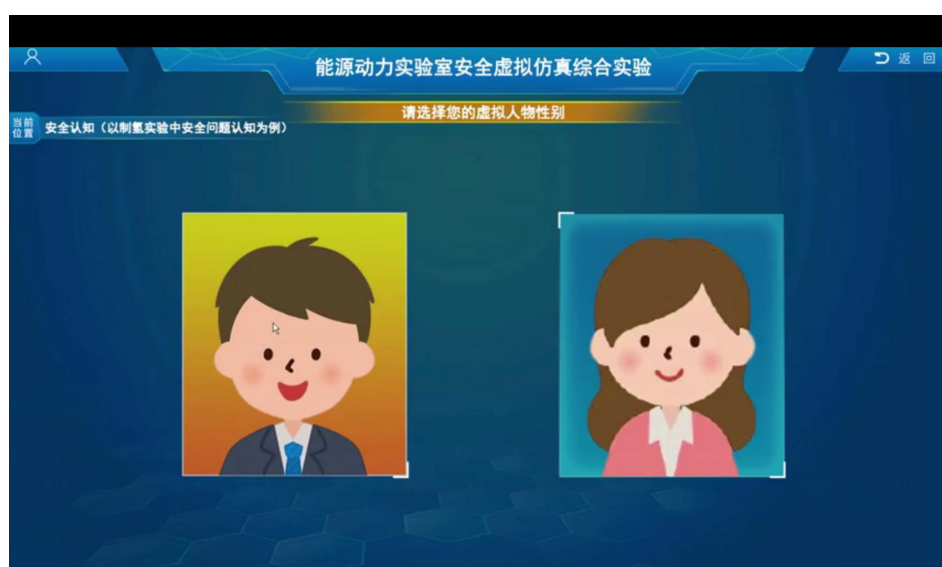 能源动力实验室安全虚拟仿真综合实验
返 回
请选择您的虚拟人物性别
当前
位置
安全认知（以制氢实验中安全问题认知为例）